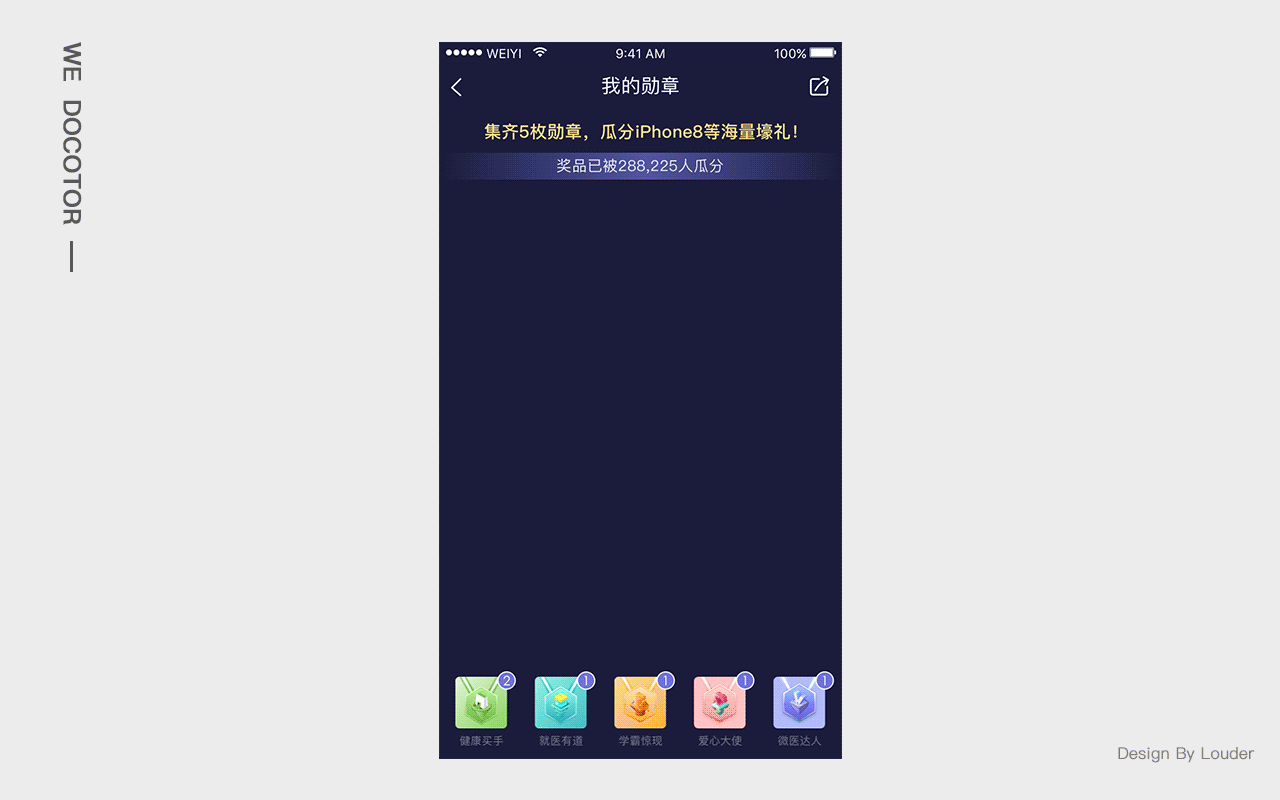 WE DOCOTOR —
WEIYI 9:41 AM 100%
我的勋章
集齐5枚勋章，瓜分iPhone8等海量壕礼！
奖品已被288,225人瓜分
2 1 1 1 1
健康买手 就医有道 学霸惊现 爱心大使 微医达人
Design By Louder